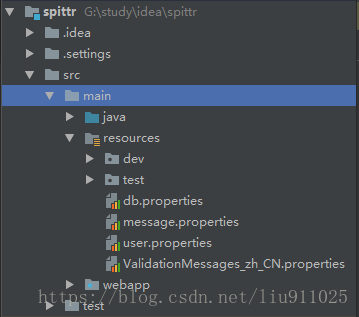 spittr G:\study\idea\spittr
.idea
.settings
src
main
java
resources
dev
test
db.properties
message.properties
user.properties
ValidationMessages_zh_CN.properties
webapp
https://blog.csdn.net/liu911025
test